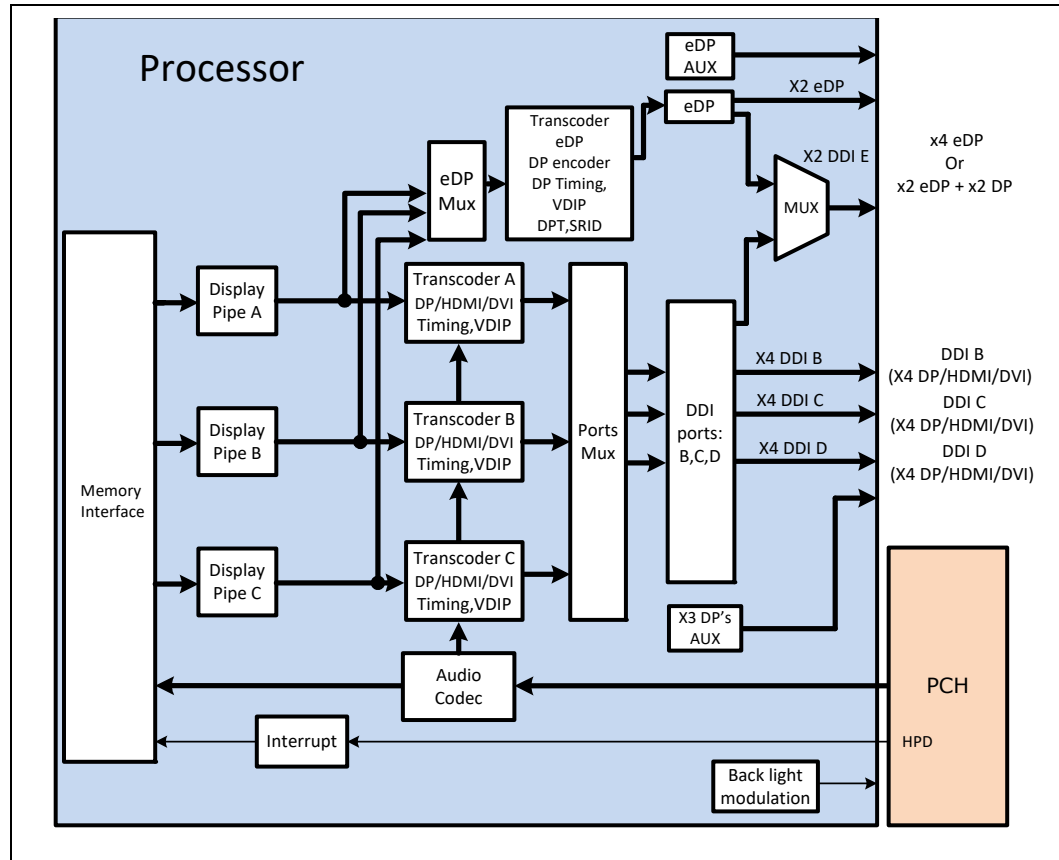 Processor
eDP
AUX
X2 eDP
eDP
Transcoder
eDP
DP encoder
DP Timing,
VDIP
DPT,SRID
eDP
Mux
X2 DDI E
MUX
x4 eDP
Or
x2 eDP + x2 DP
Memory
Interface
Display
Pipe A
Transcoder A
DP/HDMI/DVI
Timing,VDIP
Display
Pipe B
Transcoder B
DP/HDMI/DVI
Timing,VDIP
Display
Pipe C
Transcoder C
DP/HDMI/DVI
Timing,VDIP
Ports
Mux
DDI
ports:
B,C,D
X4 DDI B
X4 DDI C
X4 DDI D
DDI B
(X4 DP/HDMI/DVI)
DDI C
(X4 DP/HDMI/DVI)
DDI D
(X4 DP/HDMI/DVI)
X3 DP's
AUX
Audio
Codec
PCH
Interrupt
HPD
Back light
modulation